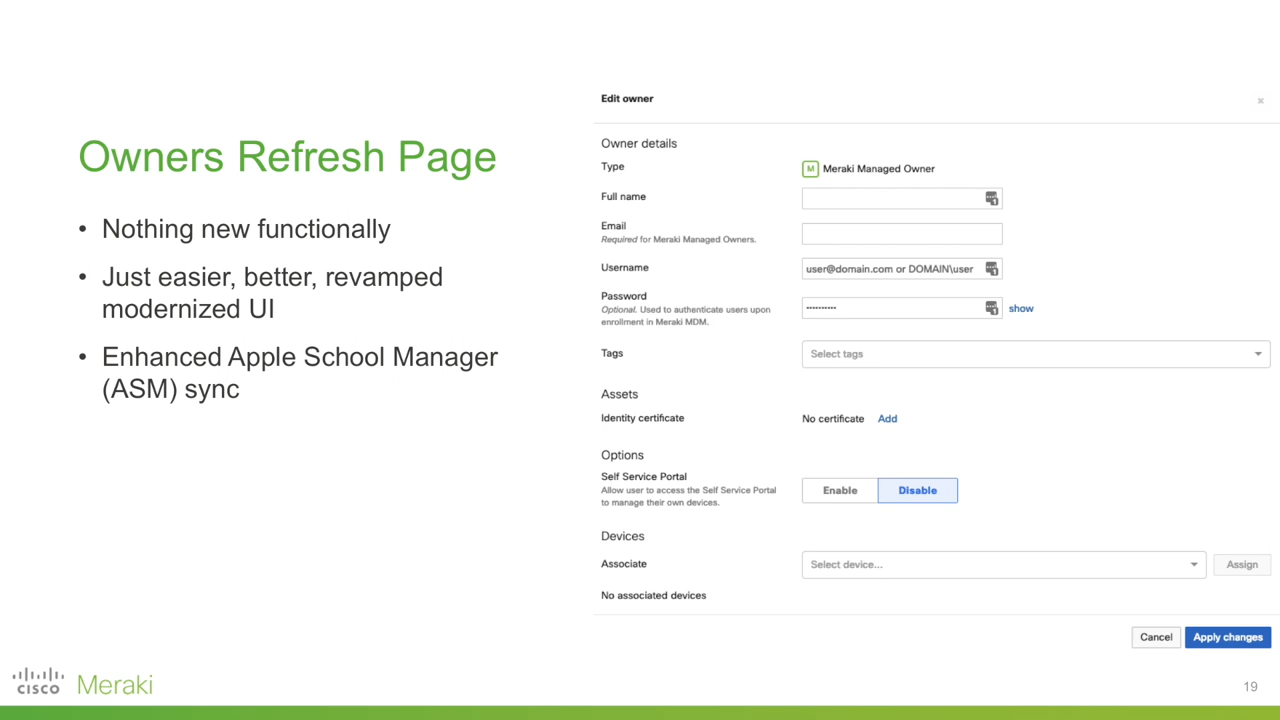 Owners Refresh Page
• Nothing new functionally
• Just easier, better, revamped
modernized UI
• Enhanced Apple School Manager
(ASM) sync
Edit owner
×
Owner details
Type
M Meraki Managed Owner
Full name
Email
Required for Meraki Managed Owners.
Username
user@domain.com or DOMAIN\user
Password
Optional. Used to authenticate users upon
enrollment in Meraki MDM.
•••••••••• show
Tags
Select tags
Assets
Identity certificate
No certificate Add
Options
Self Service Portal
Allow user to access the Self Service Portal
to manage their own devices.
Enable Disable
Devices
Associate
Select device... Assign
No associated devices
Cancel Apply changes
CISCO Meraki
19